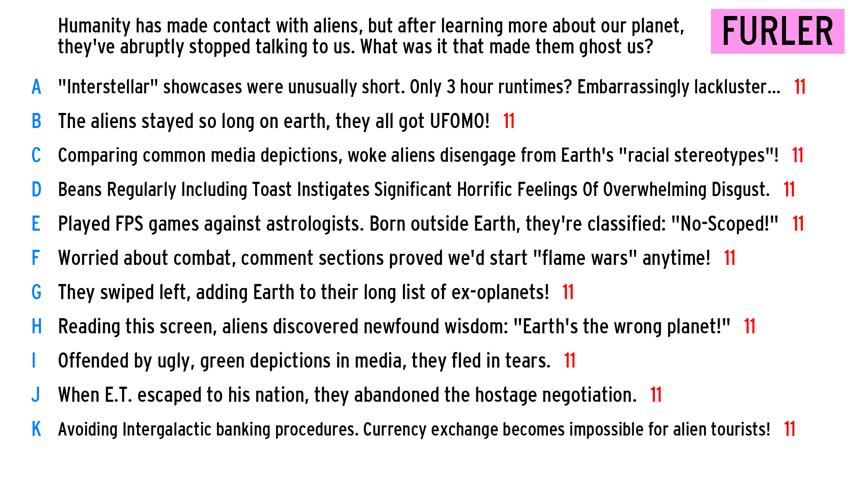 Humanity has made contact with aliens, but after learning more about our planet,
they've abruptly stopped talking to us. What was it that made them ghost us?
FURLER
A "Interstellar" showcases were unusually short. Only 3 hour runtimes? Embarrassingly lackluster... 11
B The aliens stayed so long on earth, they all got UFOMO! 11
C Comparing common media depictions, woke aliens disengage from Earth's "racial stereotypes"! 11
D Beans Regularly Including Toast Instigates Significant Horrific Feelings Of Overwhelming Disgust. 11
E Played FPS games against astrologists. Born outside Earth, they're classified: "No-Scoped!" 11
F Worried about combat, comment sections proved we'd start "flame wars" anytime! 11
G They swiped left, adding Earth to their long list of ex-oplanets! 11
H Reading this screen, aliens discovered newfound wisdom: "Earth's the wrong planet!" 11
I Offended by ugly, green depictions in media, they fled in tears. 11
J When E.T. escaped to his nation, they abandoned the hostage negotiation. 11
K Avoiding Intergalactic banking procedures. Currency exchange becomes impossible for alien tourists! 11